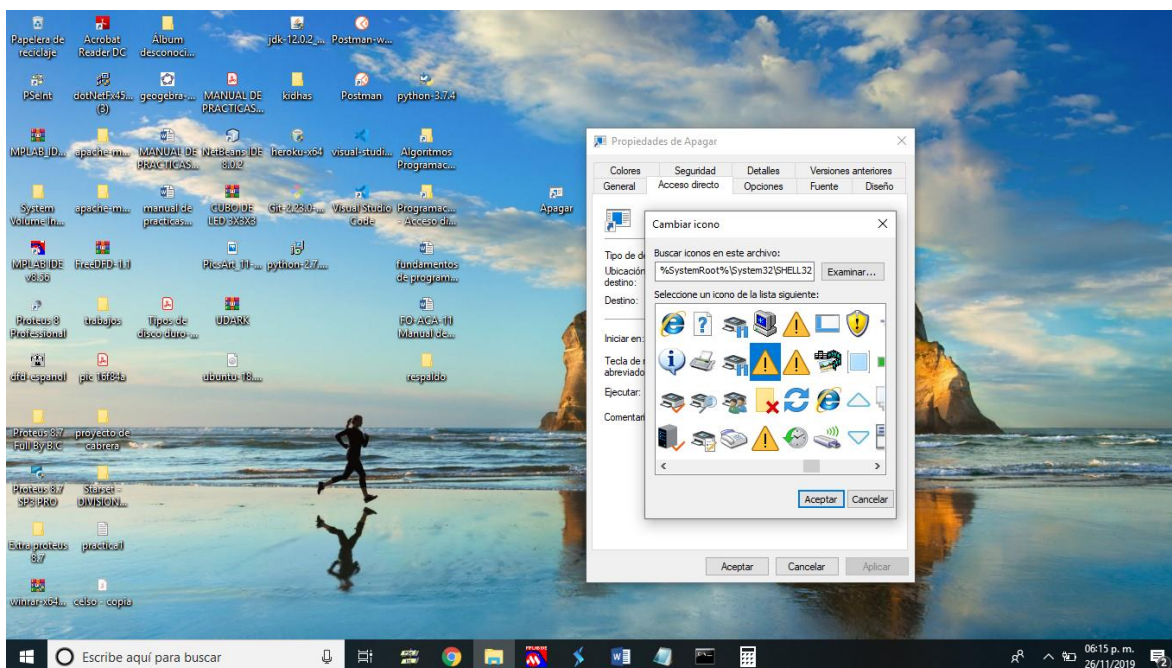 Papelera de
reciclaje
Acrobat
Reader DC
Álbum
desconoci...
jdk-12.0.2_...
Postman-w...
PSeInt
dotNetFx45...
(3)
geogebra-...
MANUAL DE
PRACTICAS...
kidhas
Postman
python-3.7.4
MPLAB_ID...
apache-m...
MANUAL DE
PRACTICAS...
NetBeans IDE
8.0.2
heroku-x64
visual-studi...
Algoritmos
Programac...
System
Volume In...
apache-m...
manual de
practicas...
CUBO DE
LED 3X3X3
Git-2.23.0-...
Visual Studio
Code
Programac...
- Acceso di...
Apagar
MPLAB IDE
v8.56
FreeDFD-1.1
PicsArt_11-...
python-2.7....
fundamentos
de program...
Proteus 8
Professional
trabajos
Tipos de
disco duro-...
UDARK
FO-ACA-11
Manual de...
dfd-espanol
pic 16f84a
ubuntu-18....
respaldo
Proteus 8.7
Full By BIC
proyecto de
cabrera
Proteus 8.7
SP3 PRO
Starset -
DIVISION...
Extra proteus
8.7
practica11
winrar-x64...
celso - copia
Propiedades de Apagar
Colores
Seguridad
Detalles
Versiones anteriores
General
Acceso directo
Opciones
Fuente
Diseño
Tipo de d
Ubicación
destino:
Destino:
Iniciar en:
Tecla de
abreviado
Ejecutar:
Comentari
Cambiar icono
Buscar iconos en este archivo:
%SystemRoot%\System32\SHELL32
Examinar...
Seleccione un icono de la lista siguiente:
Aceptar
Cancelar
Aceptar
Cancelar
Aplicar
Escribe aquí para buscar
06:15 p. m.
26/11/2019